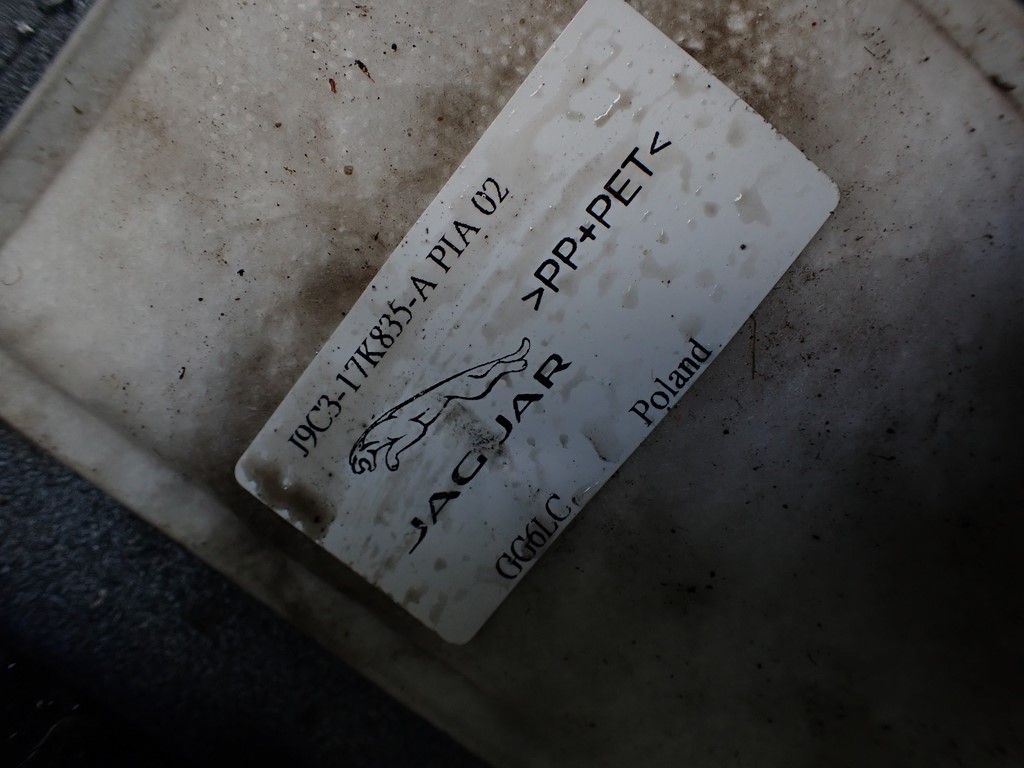 J9C3-17K835-A PIA 02
>PP+PET<
JAGUAR
GG6LC
Poland